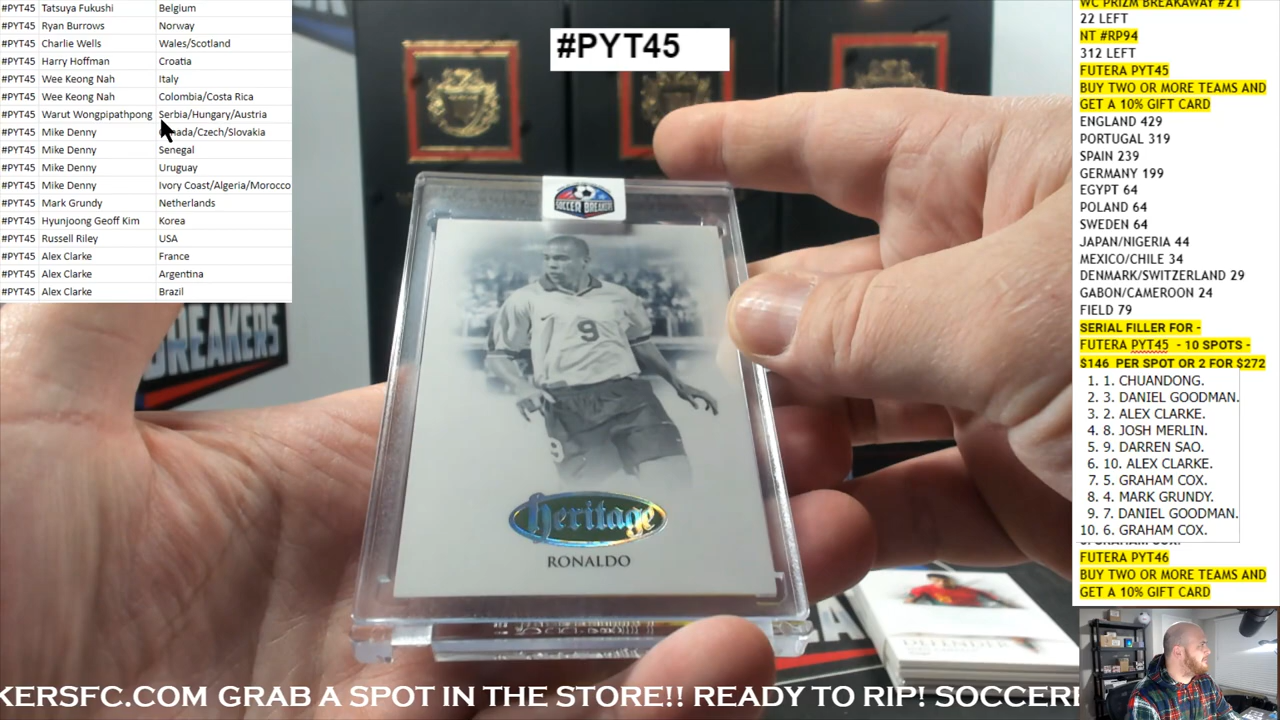 #PYT45 Tatsuya Fukushi Belgium
#PYT45 Ryan Burrows Norway
#PYT45 Charlie Wells Wales/Scotland
#PYT45 Harry Hoffman Croatia
#PYT45 Wee Keong Nah Italy
#PYT45 Wee Keong Nah Colombia/Costa Rica
#PYT45 Warut Wongpipathpong Serbia/Hungary/Austria
#PYT45 Mike Denny nada/Czech/Slovakia
#PYT45 Mike Denny Senegal
#PYT45 Mike Denny Uruguay
#PYT45 Mike Denny Ivory Coast/Algeria/Morocco
#PYT45 Mark Grundy Netherlands
#PYT45 Hyunjoong Geoff Kim Korea
#PYT45 Russell Riley USA
#PYT45 Alex Clarke France
#PYT45 Alex Clarke Argentina
#PYT45 Alex Clarke Brazil
#PYT45
SOCCER BREAKERS
9
9
Heritage
RONALDO
BREAKERS
DEFENDER
WC PRIZM BREAKAWAY #21
22 LEFT
NT #RP94
312 LEFT
FUTERA PYT45
BUY TWO OR MORE TEAMS AND
GET A 10% GIFT CARD
ENGLAND 429
PORTUGAL 319
SPAIN 239
GERMANY 199
EGYPT 64
POLAND 64
SWEDEN 64
JAPAN/NIGERIA 44
MEXICO/CHILE 34
DENMARK/SWITZERLAND 29
GABON/CAMEROON 24
FIELD 79
SERIAL FILLER FOR -
FUTERA PYT45 - 10 SPOTS -
$146 PER SPOT OR 2 FOR $272
1. 1. CHUANDONG.
2. 3. DANIEL GOODMAN.
3. 2. ALEX CLARKE.
4. 8. JOSH MERLIN.
5. 9. DARREN SAO.
6. 10. ALEX CLARKE.
7. 5. GRAHAM COX.
8. 4. MARK GRUNDY.
9. 7. DANIEL GOODMAN.
10. 6. GRAHAM COX.
FUTERA PYT46
BUY TWO OR MORE TEAMS AND
GET A 10% GIFT CARD
KERSFC.COM GRAB A SPOT IN THE STORE!! READY TO RIP! SOCCER